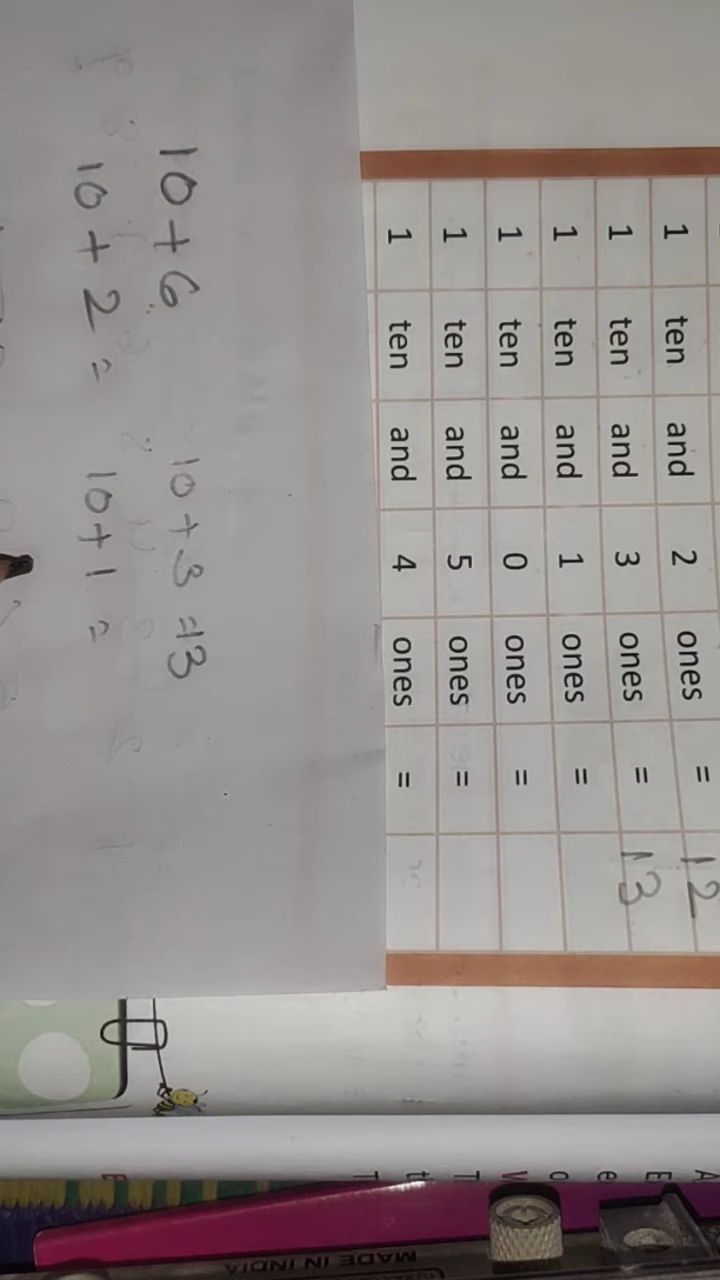 1 ten and 2 ones = 12
1 ten and 3 ones = 13
1 ten and 1 ones =
1 ten and 0 ones =
1 ten and 5 ones =
1 ten and 4 ones =
10 + 6 10 + 3 = 13
10 + 2 = 10 + 1 =
MADE IN INDIA